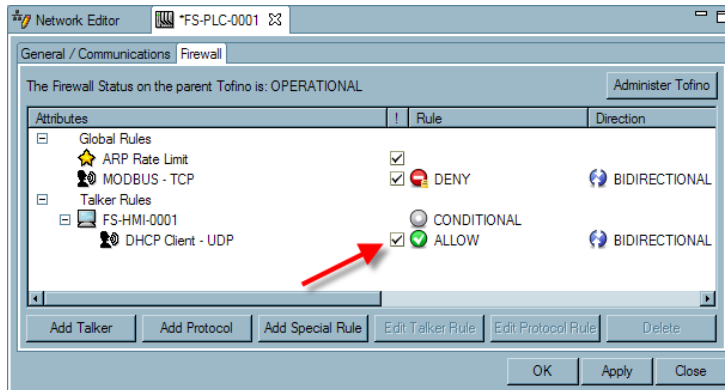 Network Editor *FS-PLC-0001
General / Communications Firewall
The Firewall Status on the parent Tofino is: OPERATIONAL Administer Tofino
Attributes ! Rule Direction
Global Rules
ARP Rate Limit
MODBUS - TCP DENY BIDIRECTIONAL
Talker Rules
FS-HMI-0001 CONDITIONAL
DHCP Client - UDP ALLOW BIDIRECTIONAL
Add Talker Add Protocol Add Special Rule Edit Talker Rule Edit Protocol Rule Delete
OK Apply Close